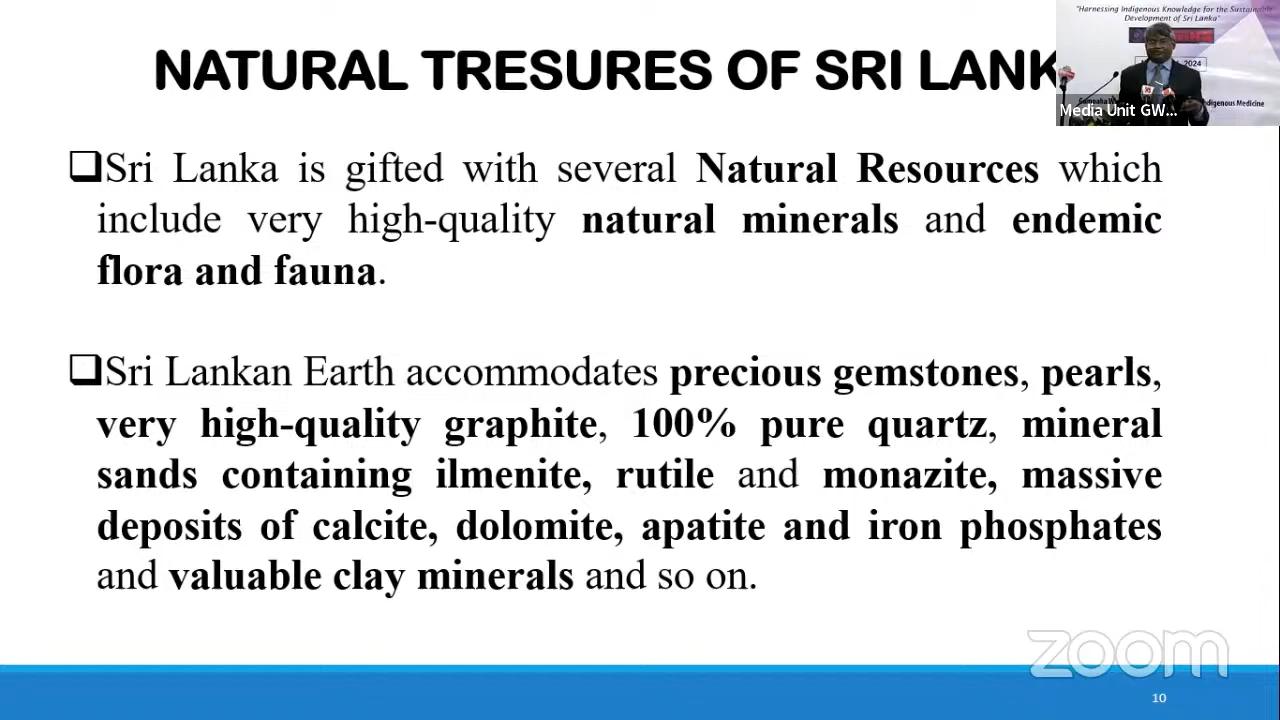 NATURAL TRESURES OF SRI LANK
"Harnessing Indigenous Knowledge for the Sustainable
Development of Sri Lanka"
2024
Indigenous Medicine
Media Unit GW...
Sri Lanka is gifted with several Natural Resources which
include very high-quality natural minerals and endemic
flora and fauna.
Sri Lankan Earth accommodates precious gemstones, pearls,
very high-quality graphite, 100% pure quartz, mineral
sands containing ilmenite, rutile and monazite, massive
deposits of calcite, dolomite, apatite and iron phosphates
and valuable clay minerals and so on.
zoom
10